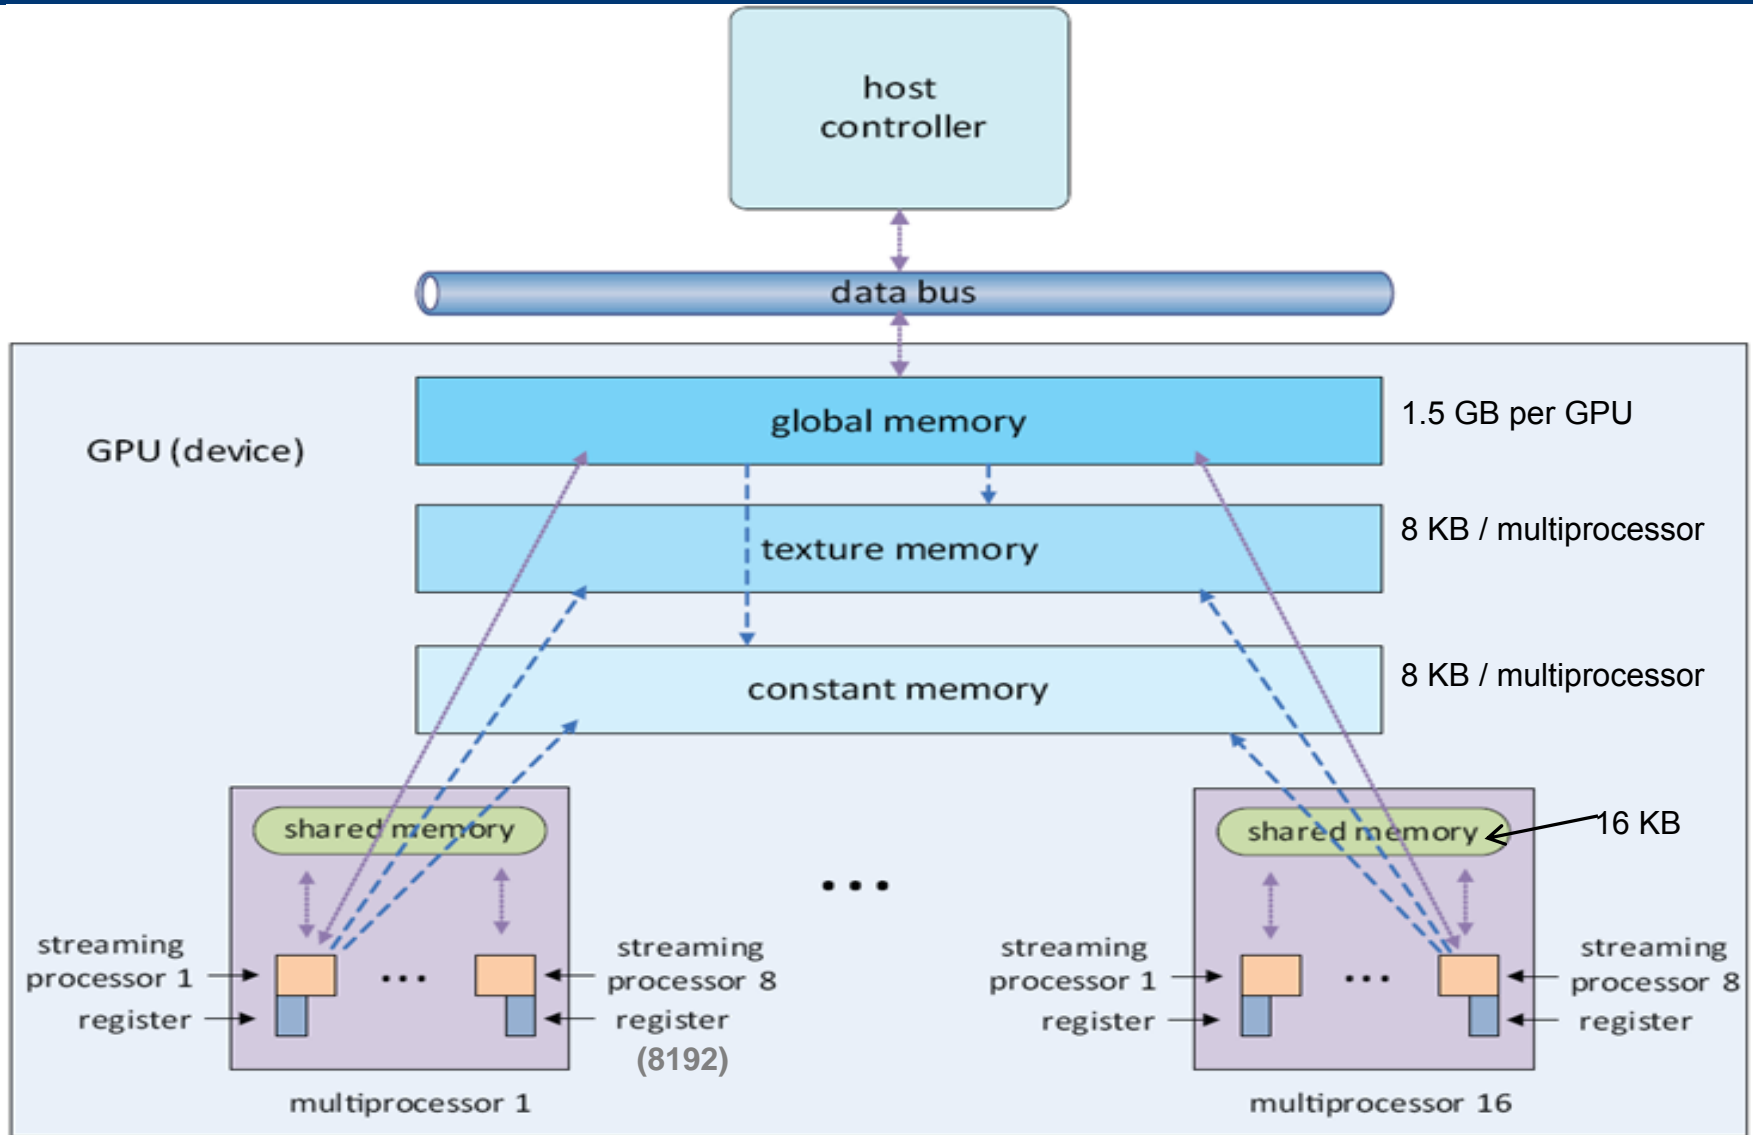 host
controller
data bus
GPU (device)
global memory
1.5 GB per GPU
texture memory
8 KB / multiprocessor
constant memory
8 KB / multiprocessor
shared memory
shared memory
16 KB
streaming
processor 1
register
streaming
processor 8
register
(8192)
streaming
processor 1
register
streaming
processor 8
register
multiprocessor 1
multiprocessor 16